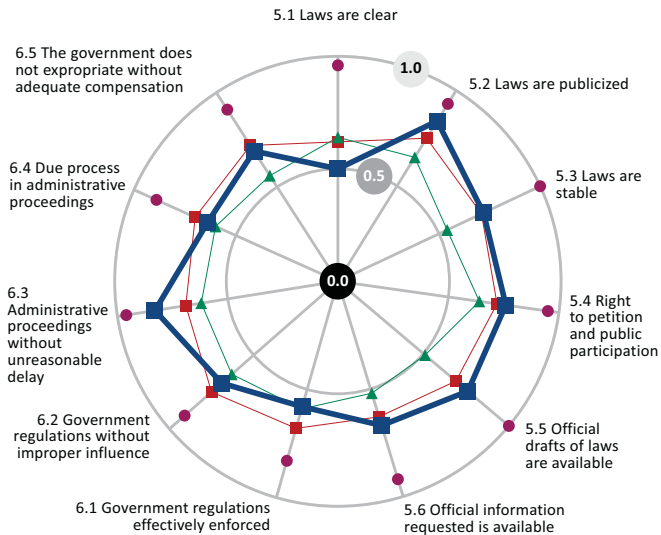 5.1 Laws are clear
1.0
5.2 Laws are publicized
5.3 Laws are
stable
5.4 Right
to petition
and public
participation
5.5 Official
drafts of laws
are available
5.6 Official information
requested is available
6.1 Government regulations
effectively enforced
6.2 Government
regulations without
improper influence
6.3
Administrative
proceedings
without
unreasonable
delay
6.4 Due process
in administrative
proceedings
6.5 The government does
not expropriate without
adequate compensation
0.5
0.0